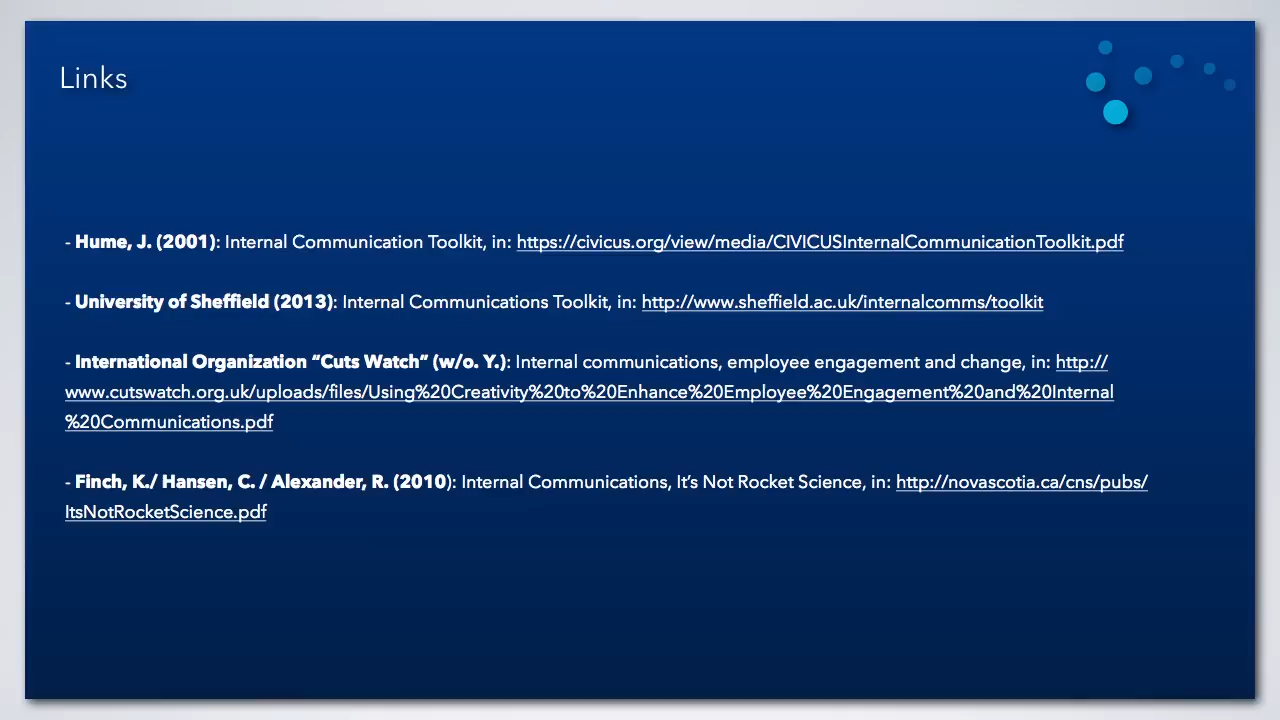 Links
- Hume, J. (2001): Internal Communication Toolkit, in: https://civicus.org/view/media/CIVICUSInternalCommunicationToolkit.pdf
- University of Sheffield (2013): Internal Communications Toolkit, in: http://www.sheffield.ac.uk/internalcomms/toolkit
- International Organization “Cuts Watch” (w/o. Y.): Internal communications, employee engagement and change, in: http://
www.cutswatch.org.uk/uploads/files/Using%20Creativity%20to%20Enhance%20Employee%20Engagement%20and%20Internal
%20Communications.pdf
- Finch, K./ Hansen, C. / Alexander, R. (2010): Internal Communications, It’s Not Rocket Science, in: http://novascotia.ca/cns/pubs/
ItsNotRocketScience.pdf